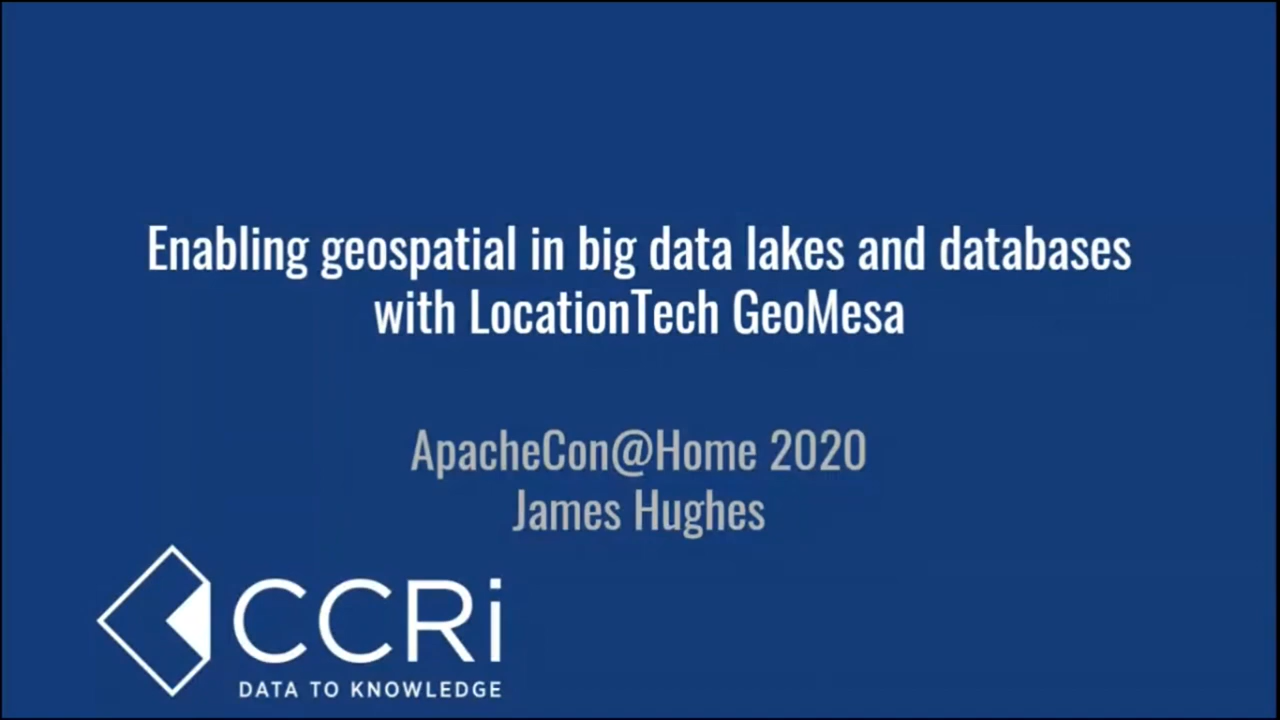 Enabling geospatial in big data lakes and databases
with LocationTech GeoMesa
ApacheCon@Home 2020
James Hughes
CCRi
DATA TO KNOWLEDGE